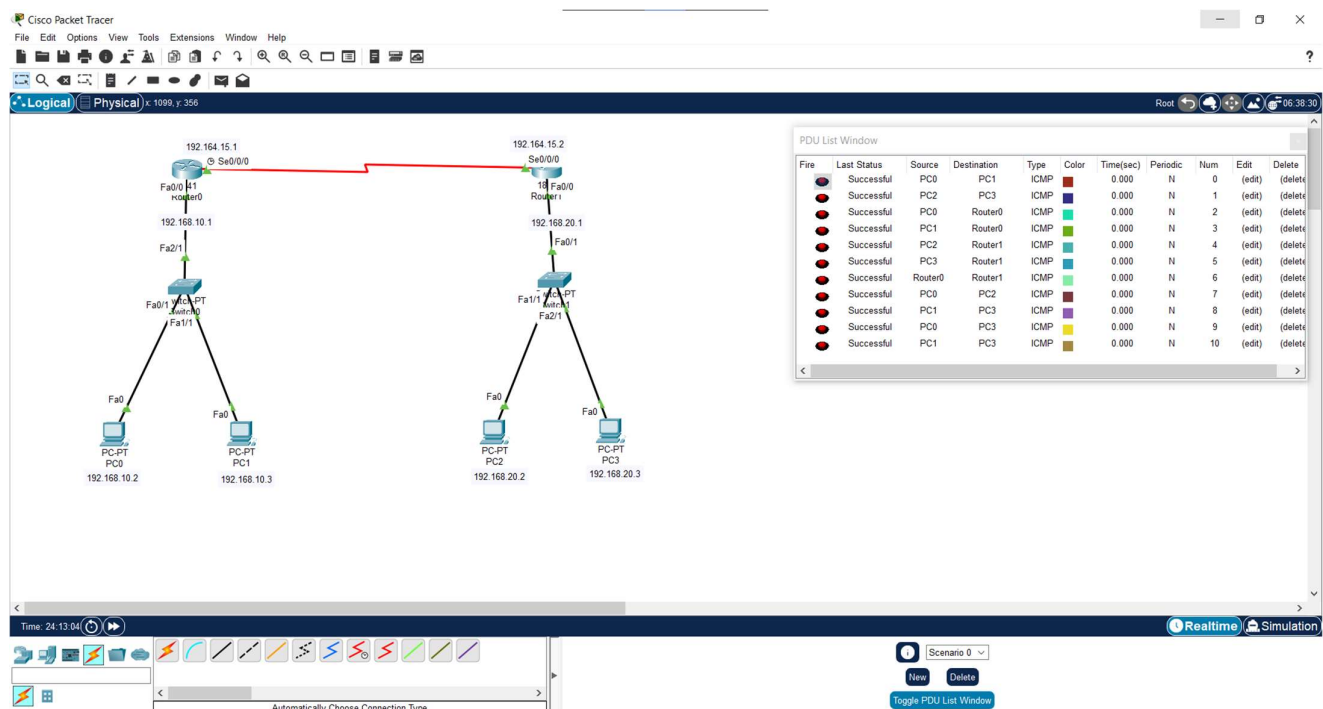 Cisco Packet Tracer
File Edit Options View Tools Extensions Window Help
?
Logical Physical x: 1099, y: 356 Root 06:38:30
192.164.15.1
Se0/0/0
Fa0/0
Router0
192.168.10.1
Fa2/1
Fa0/1
Fa1/1
Fa0
Fa0
PC-PT
PC0
192.168.10.2
PC-PT
PC1
192.168.10.3
192.164.15.2
Se0/0/0
Fa0/0
192.168.20.1
Fa0/1
Fa1/1
Fa2/1
Fa0
Fa0
PC-PT
PC2
192.168.20.2
PC-PT
PC3
192.168.20.3
PDU List Window
Fire Last Status Source Destination Type Color Time(sec) Periodic Num Edit Delete
Successful PC0 PC1 ICMP 0.000 N 0 (edit) (delete
Successful PC2 PC3 ICMP 0.000 N 1 (edit) (delete
Successful PC0 Router0 ICMP 0.000 N 2 (edit) (delete
Successful PC1 Router0 ICMP 0.000 N 3 (edit) (delete
Successful PC2 Router1 ICMP 0.000 N 4 (edit) (delete
Successful PC3 Router1 ICMP 0.000 N 5 (edit) (delete
Successful Router0 Router1 ICMP 0.000 N 6 (edit) (delete
Successful PC0 PC2 ICMP 0.000 N 7 (edit) (delete
Successful PC1 PC3 ICMP 0.000 N 8 (edit) (delete
Successful PC0 PC3 ICMP 0.000 N 9 (edit) (delete
Successful PC1 PC3 ICMP 0.000 N 10 (edit) (delete
Time: 24:13:04 Realtime Simulation
Scenario 0
New Delete
Toggle PDU List Window
Automatically Choose Connection Type